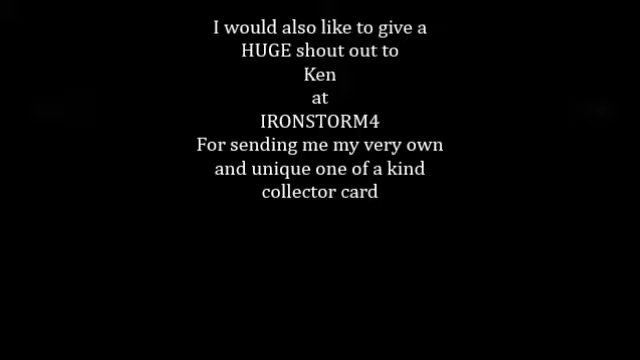 I would also like to give a
HUGE shout out to
Ken
at
IRONSTORM4
For sending me my very own
and unique one of a kind
collector card